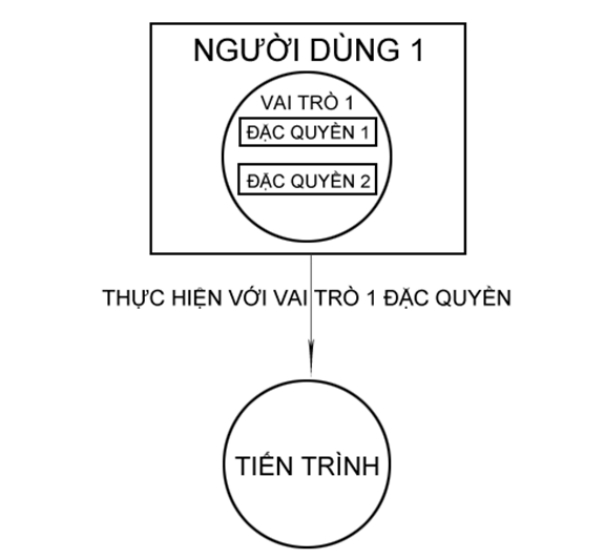 NGƯỜI DÙNG 1
VAI TRÒ 1
ĐẶC QUYỀN 1
ĐẶC QUYỀN 2
THỰC HIỆN VỚI VAI TRÒ 1 ĐẶC QUYỀN
TIẾN TRÌNH